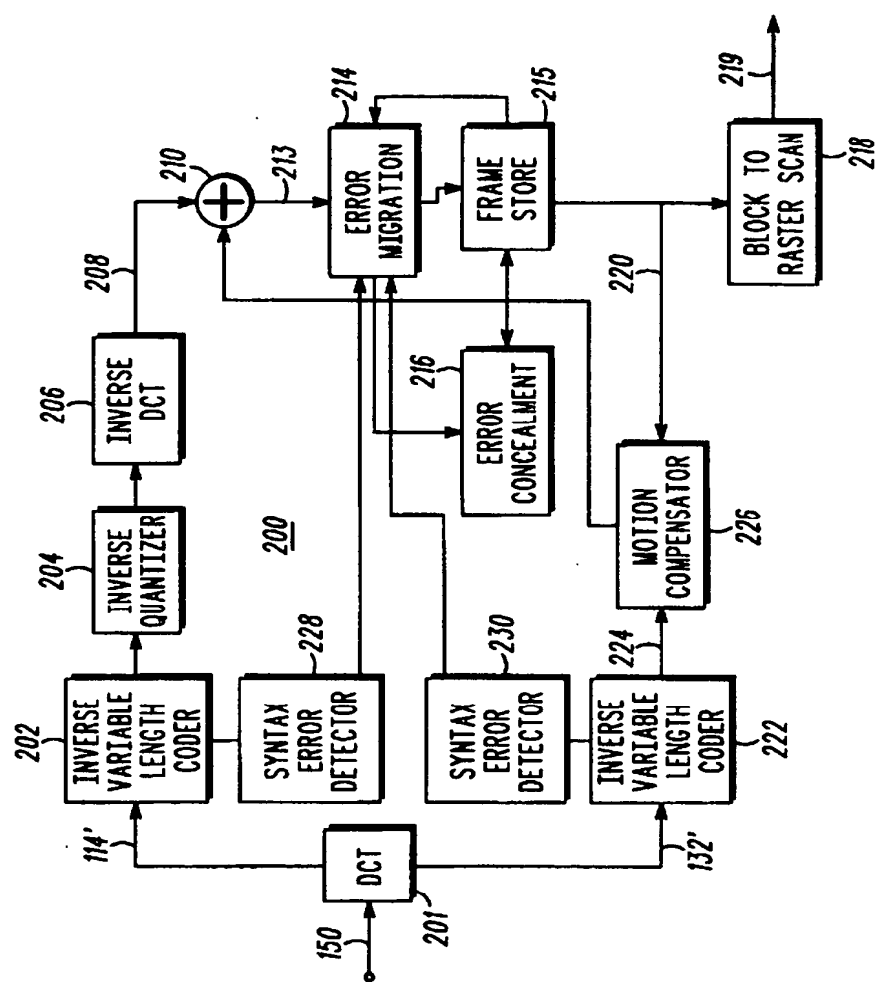 150
201
DCT
114'
132'
202
INVERSE
VARIABLE
LENGTH
CODER
204
INVERSE
QUANTIZER
206
INVERSE
DCT
208
210
213
228
SYNTAX
ERROR
DETECTOR
200
214
ERROR
MIGRATION
215
FRAME
STORE
216
ERROR
CONCEALMENT
230
SYNTAX
ERROR
DETECTOR
222
INVERSE
VARIABLE
LENGTH
CODER
224
226
MOTION
COMPENSATOR
220
218
BLOCK TO
RASTER SCAN
219